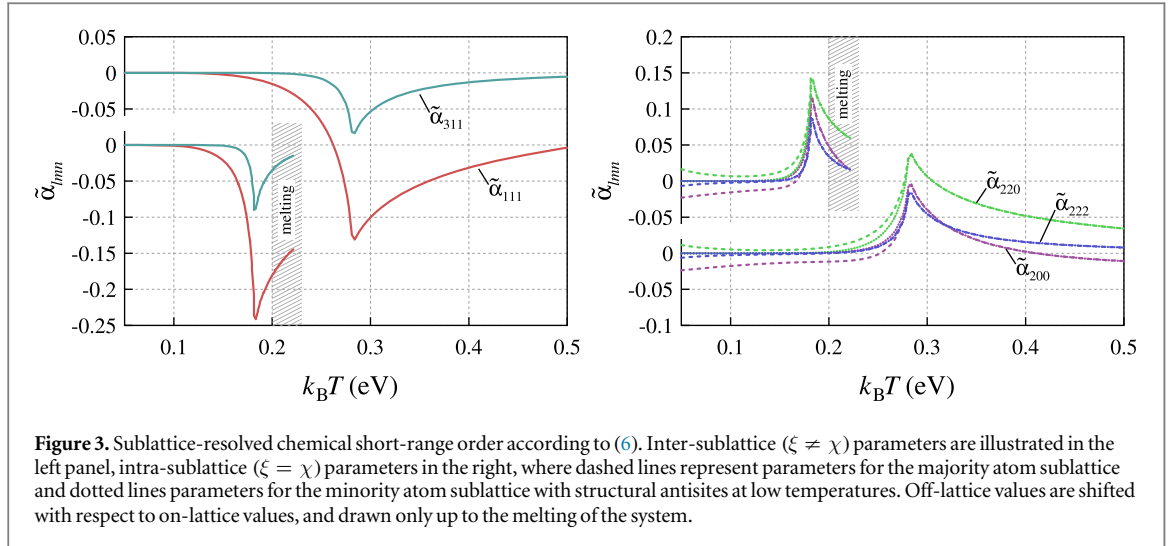 0.05
0
-0.05
0
-0.05
-0.1
-0.15
-0.2
-0.25
α̃lmn
melting
α̃311
α̃111
0.1 0.2 0.3 0.4 0.5
kBT (eV)
0.2
0.15
0.1
0.05
0
-0.05
0
-0.05
-0.1
α̃lmn
melting
α̃220
α̃222
α̃200
0.1 0.2 0.3 0.4 0.5
kBT (eV)
Figure 3. Sublattice-resolved chemical short-range order according to (6). Inter-sublattice (ξ ≠ χ) parameters are illustrated in the
left panel, intra-sublattice (ξ = χ) parameters in the right, where dashed lines represent parameters for the majority atom sublattice
and dotted lines parameters for the minority atom sublattice with structural antisites at low temperatures. Off-lattice values are shifted
with respect to on-lattice values, and drawn only up to the melting of the system.